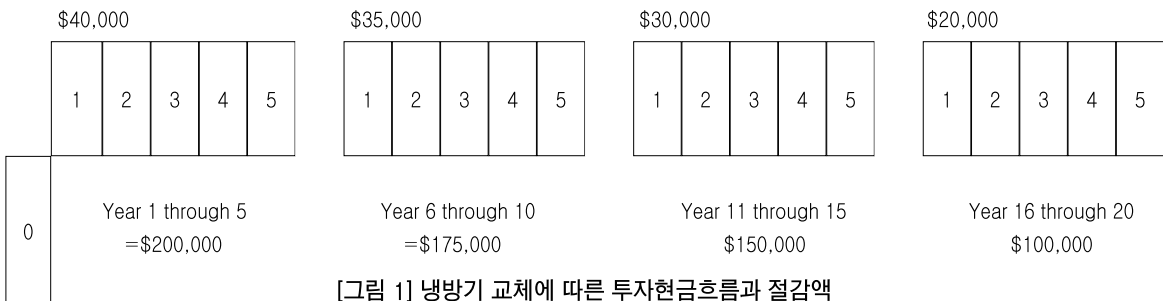 $40,000 $35,000 $30,000 $20,000
1 2 3 4 5 1 2 3 4 5 1 2 3 4 5 1 2 3 4 5
Year 1 through 5 Year 6 through 10 Year 11 through 15 Year 16 through 20
0 =$200,000 =$175,000 $150,000 $100,000
[그림 1] 냉방기 교체에 따른 투자현금흐름과 절감액